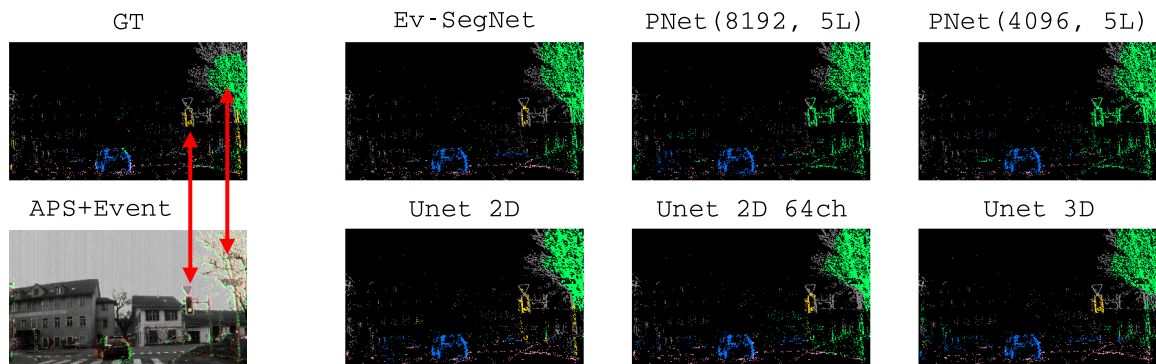 GT
Ev-SegNet
PNet(8192, 5L)
PNet(4096, 5L)
APS+Event
Unet 2D
Unet 2D 64ch
Unet 3D